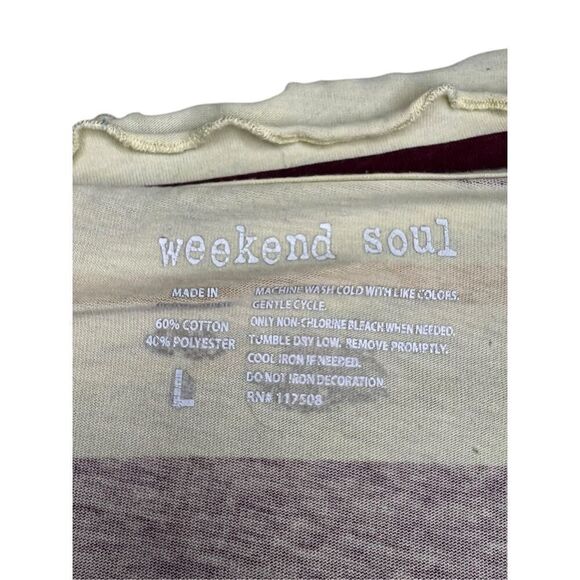 weekend soul
MADE IN
60% COTTON
40% POLYESTER
L
MACHINE WASH COLD WITH LIKE COLORS.
GENTLE CYCLE.
ONLY NON-CHLORINE BLEACH WHEN NEEDED.
TUMBLE DRY LOW. REMOVE PROMPTLY.
COOL IRON IF NEEDED.
DO NOT IRON DECORATION.
RN# 117508